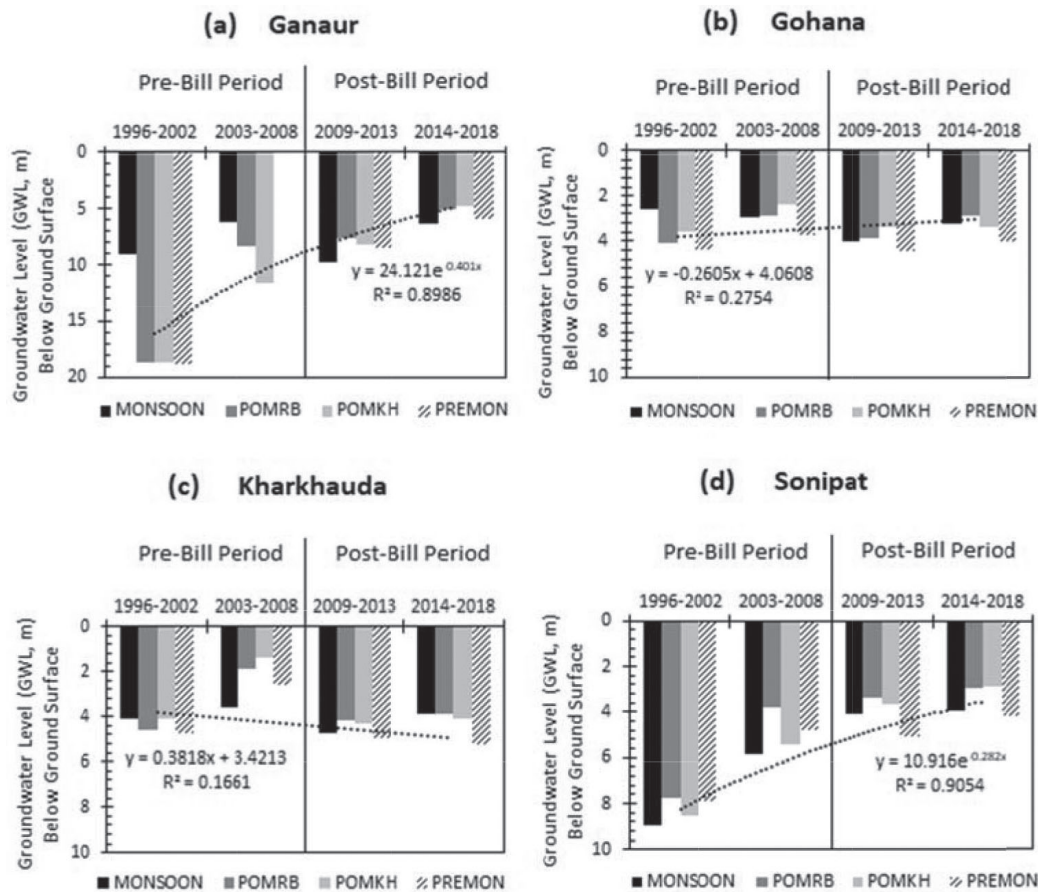 (a) Ganaur
Pre-Bill Period Post-Bill Period
1996-2002 2003-2008 2009-2013 2014-2018
Groundwater Level (GWL, m)
Below Ground Surface
0
5
10
15
20
y = 24.121e-0.401x
R² = 0.8986
MONSOON POMRB POMKH PREMON
(b) Gohana
Pre-Bill Period Post-Bill Period
1996-2002 2003-2008 2009-2013 2014-2018
Groundwater Level (GWL, m)
Below Ground Surface
0
2
4
6
8
10
y = -0.2605x + 4.0608
R² = 0.2754
MONSOON POMRB POMKH PREMON
(c) Kharkhauda
Pre-Bill Period Post-Bill Period
1996-2002 2003-2008 2009-2013 2014-2018
Groundwater Level (GWL, m)
Below Ground Surface
0
2
4
6
8
10
y = 0.3818x + 3.4213
R² = 0.1661
MONSOON POMRB POMKH PREMON
(d) Sonipat
Pre-Bill Period Post-Bill Period
1996-2002 2003-2008 2009-2013 2014-2018
Groundwater Level (GWL, m)
Below Ground Surface
0
2
4
6
8
10
y = 10.916e-0.282x
R² = 0.9054
MONSOON POMRB POMKH PREMON